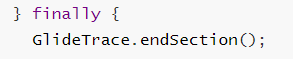 } finally {
GlideTrace.endSection();